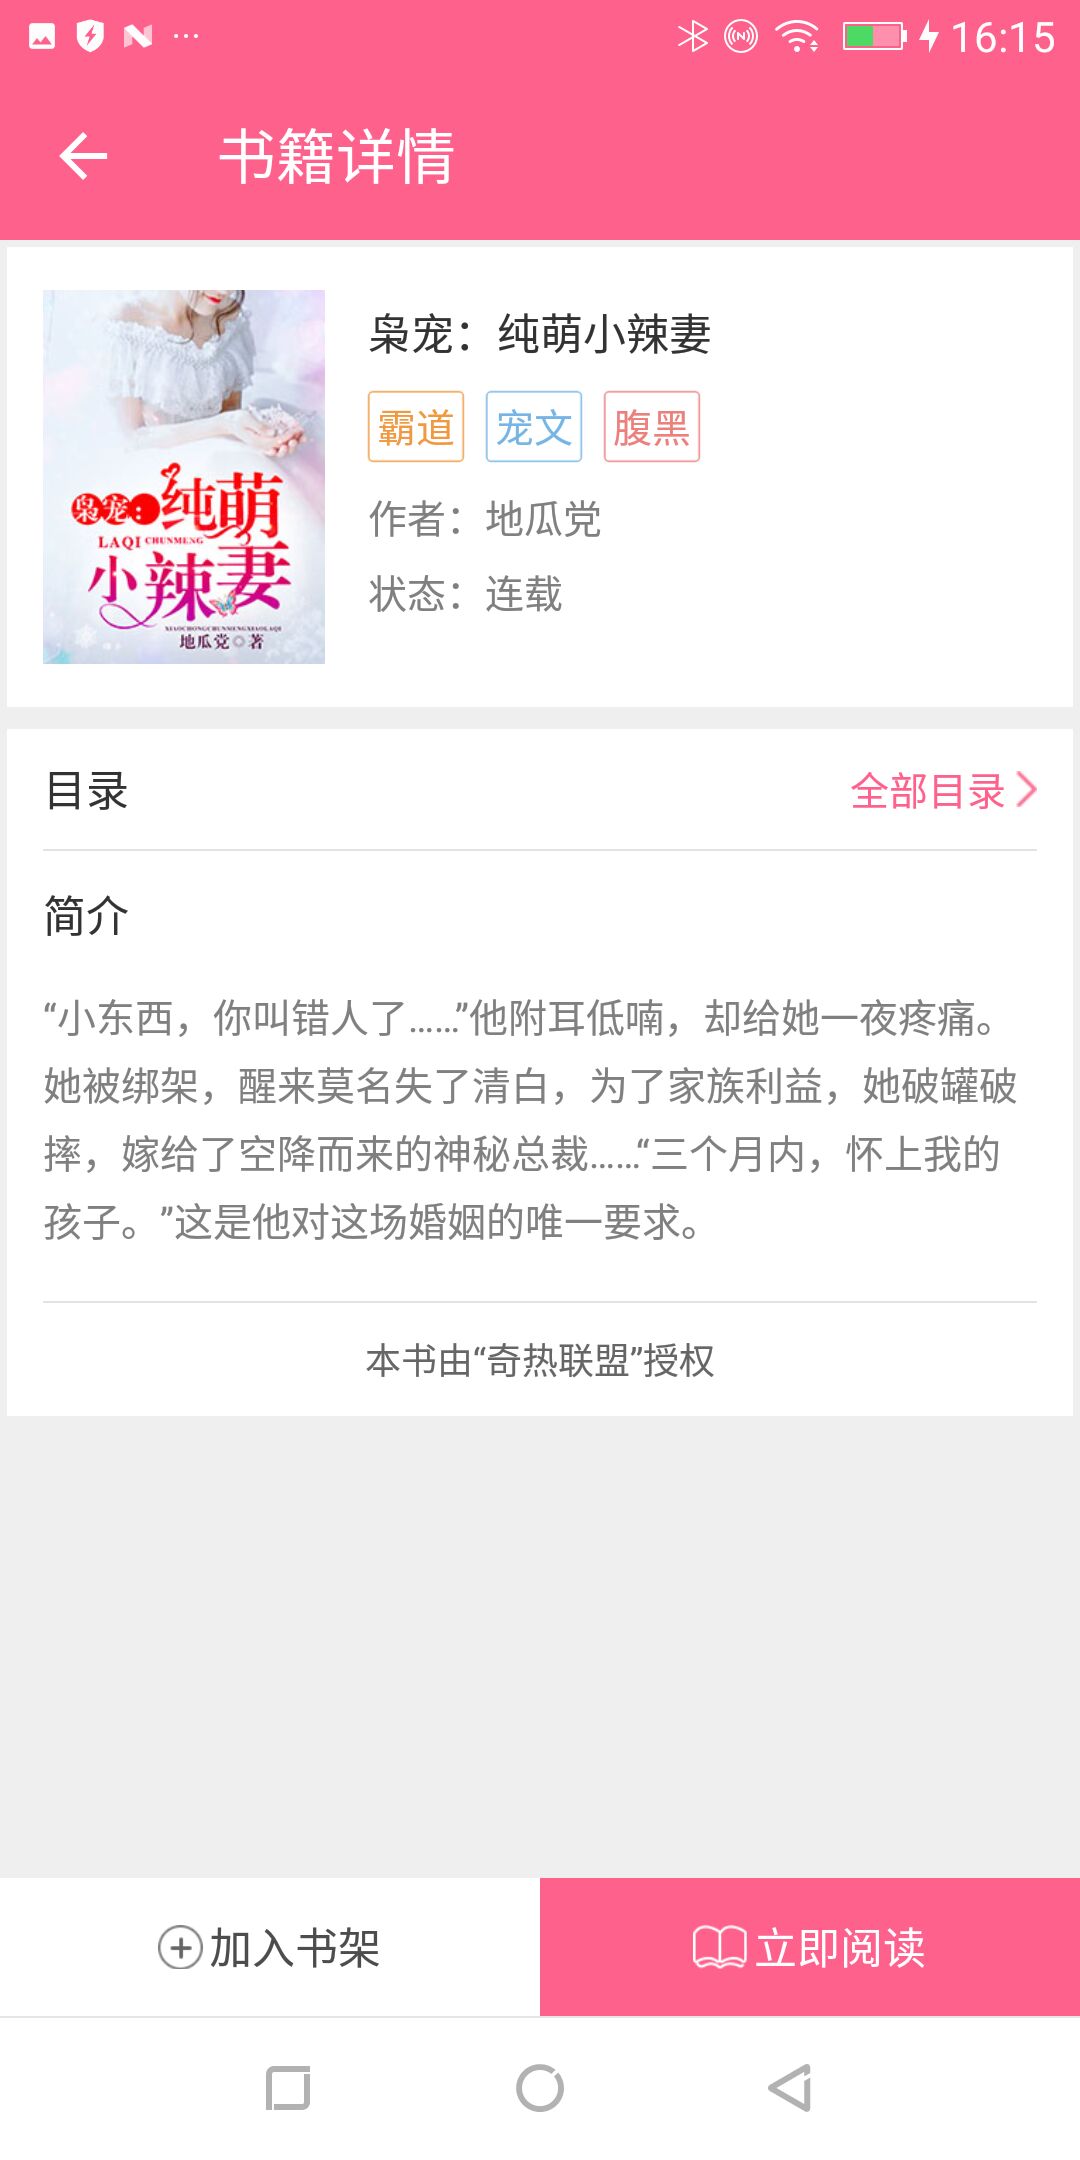 16:15
书籍详情
枭宠：纯萌小辣妻
霸道 宠文 腹黑
作者：地瓜党
状态：连载
枭宠：纯萌
LAQI CHUNMENG
小辣妻
XIAOCHONGCHUNMENGXIAOLAQI
地瓜党◎著
目录
全部目录
简介
“小东西，你叫错人了……”他附耳低喃，却给她一夜疼痛。
她被绑架，醒来莫名失了清白，为了家族利益，她破罐破
摔，嫁给了空降而来的神秘总裁……“三个月内，怀上我的
孩子。”这是他对这场婚姻的唯一要求。
本书由“奇热联盟”授权
加入书架
立即阅读